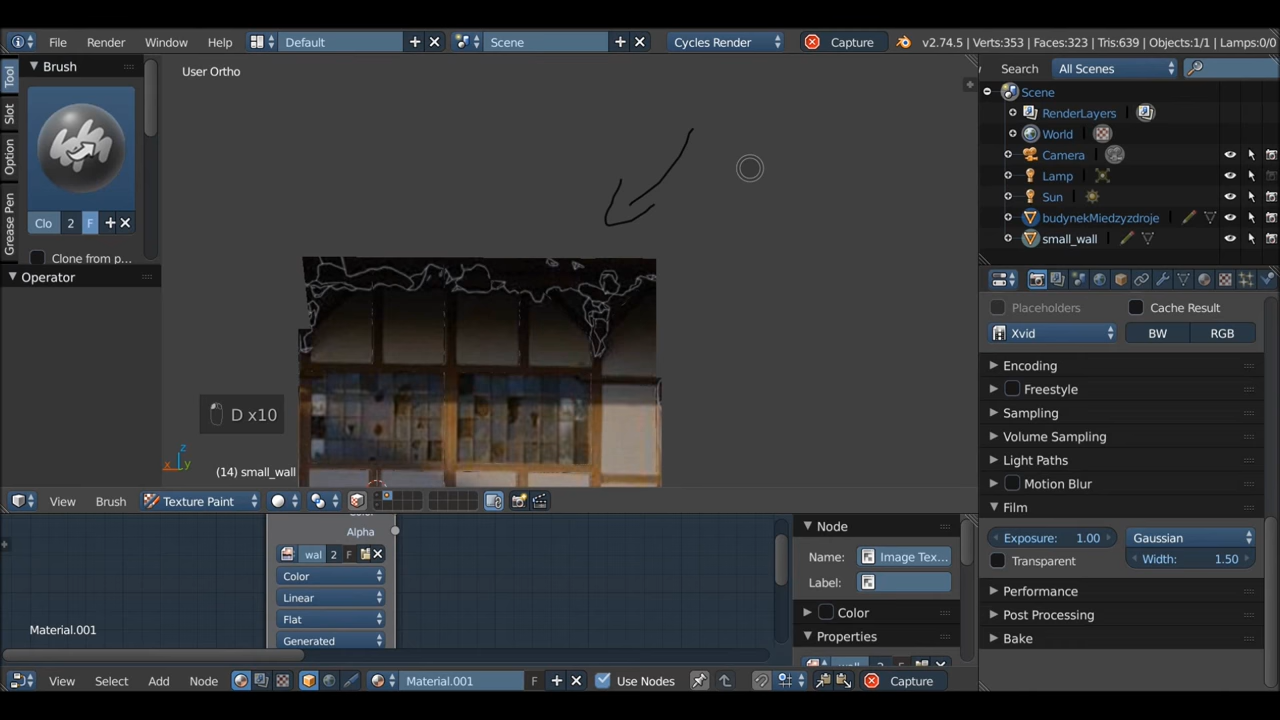 File Render Window Help Default Scene Cycles Render Capture v2.74.5 | Verts:353 | Faces:323 | Tris:639 | Objects:1/1 | Lamps:0/0
Brush
Tool
Slot
Option
Grease Pen
Clo 2 F
Clone from p...
Operator
User Ortho
D x10
z
x y
(14) small_wall
View Brush Texture Paint
Search All Scenes
Scene
RenderLayers
World
Camera
Lamp
Sun
budynekMiedzyzdroje
small_wall
Placeholders Cache Result
Xvid BW RGB
Encoding
Freestyle
Sampling
Volume Sampling
Light Paths
Motion Blur
Film
Exposure: 1.00 Gaussian
Transparent Width: 1.50
Performance
Post Processing
Bake
Alpha
wal 2 F
Color
Linear
Flat
Generated
Material.001
Node
Name: Image Tex...
Label:
Color
Properties
View Select Add Node Material.001 F Use Nodes Capture